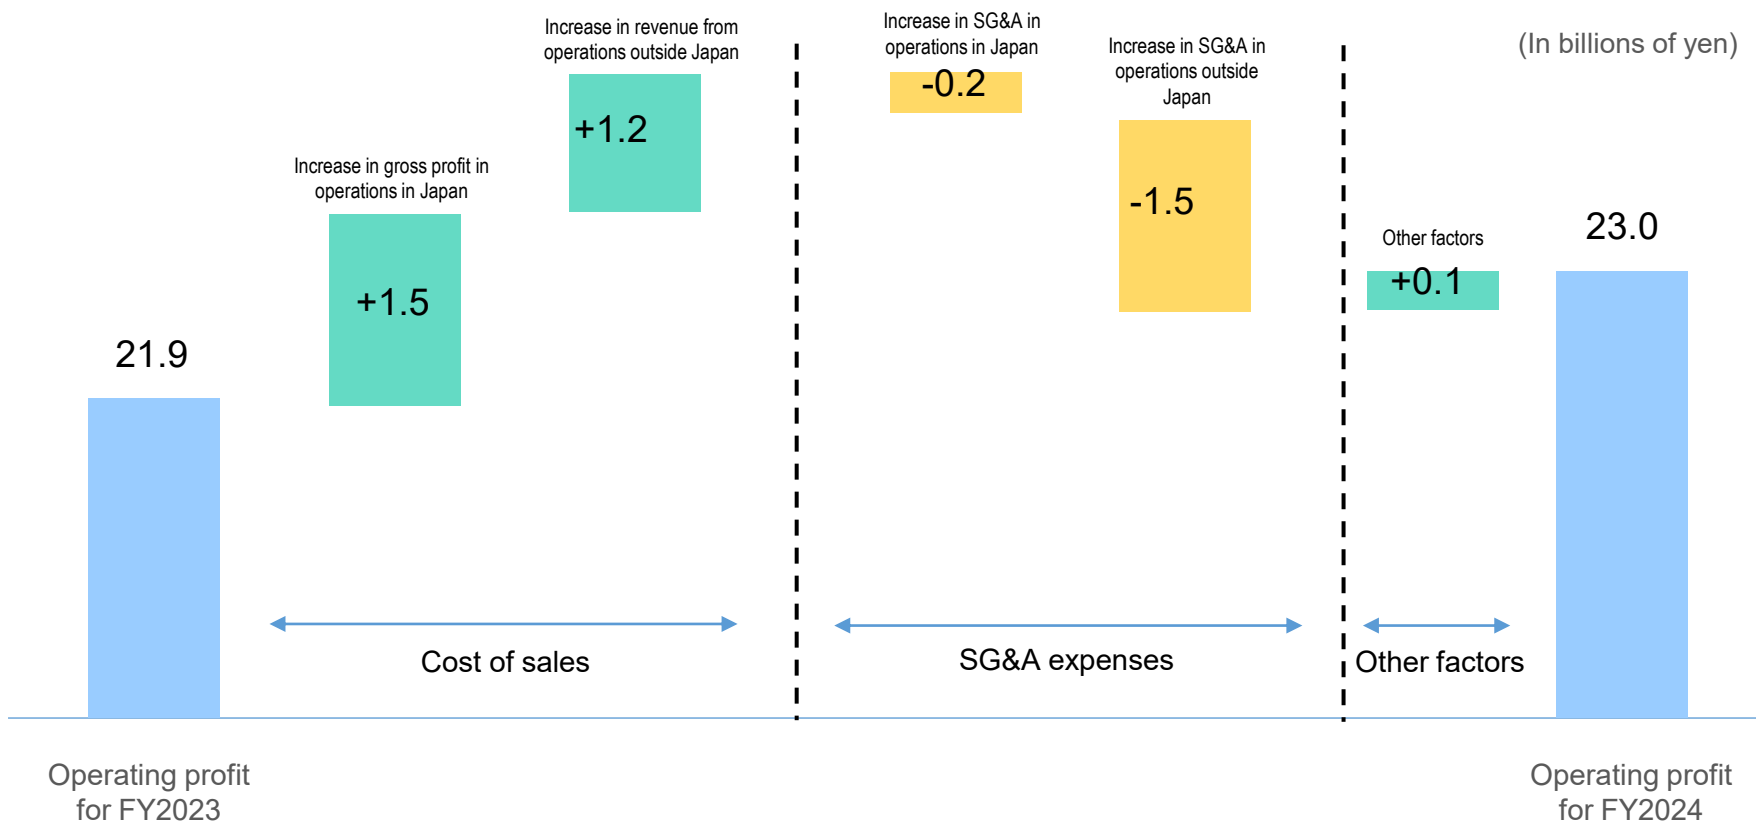 (In billions of yen)
21.9
Increase in gross profit in
operations in Japan
+1.5
Increase in revenue from
operations outside Japan
+1.2
Increase in SG&A in
operations in Japan
-0.2
Increase in SG&A in
operations outside
Japan
-1.5
Other factors
+0.1
23.0
Cost of sales
SG&A expenses
Other factors
Operating profit
for FY2023
Operating profit
for FY2024